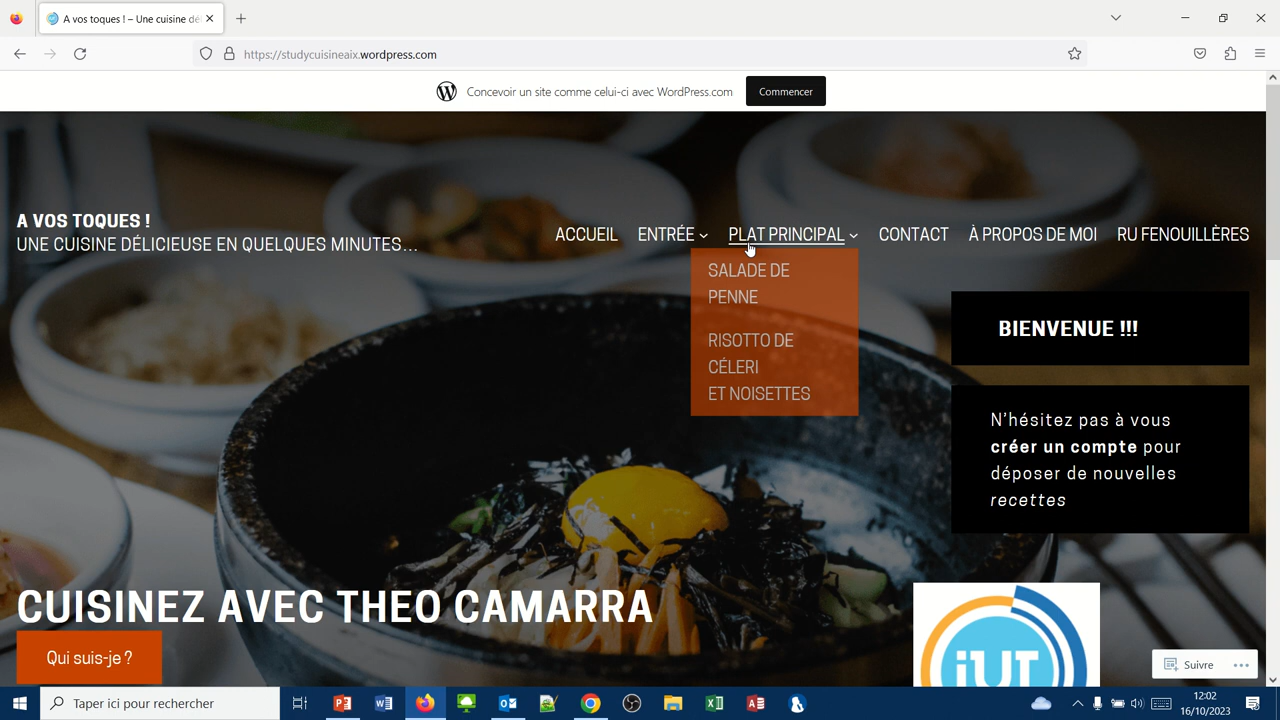 A vos toques ! – Une cuisine dé
https://studycuisineaix.wordpress.com
Concevoir un site comme celui-ci avec WordPress.com
Commencer
A VOS TOQUES !
UNE CUISINE DÉLICIEUSE EN QUELQUES MINUTES…
ACCUEIL
ENTRÉE
PLAT PRINCIPAL
CONTACT
À PROPOS DE MOI
RU FENOUILLÈRES
SALADE DE
PENNE
RISOTTO DE
CÉLERI
ET NOISETTES
BIENVENUE !!!
N'hésitez pas à vous
créer un compte pour
déposer de nouvelles
recettes
CUISINEZ AVEC THEO CAMARRA
Qui suis-je ?
iUT
Suivre
Taper ici pour rechercher
12:02
16/10/2023